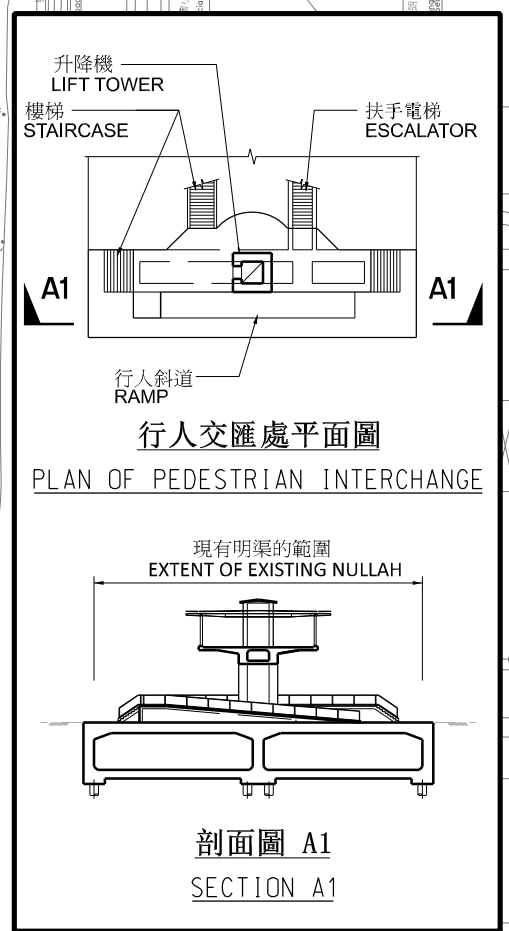 升降機
LIFT TOWER
樓梯
STAIRCASE
扶手電梯
ESCALATOR
A1
A1
行人斜道
RAMP
行人交匯處平面圖
PLAN OF PEDESTRIAN INTERCHANGE
現有明渠的範圍
EXTENT OF EXISTING NULLAH
剖面圖 A1
SECTION A1